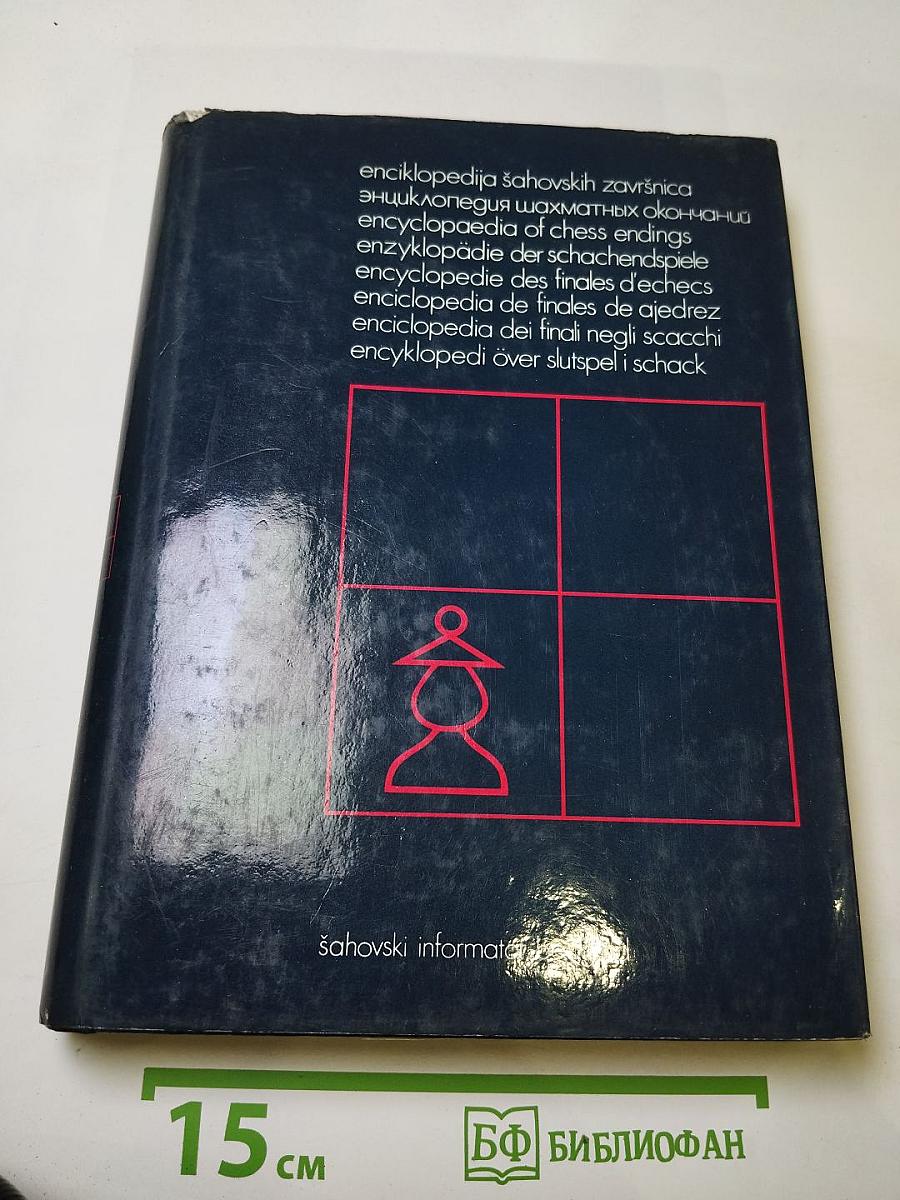 enciklopedija šahovskih završnica
энциклопедия шахматных окончаний
encyclopaedia of chess endings
enzyklopädie der schachendspiele
encyclopedie des finales d'echecs
enciclopedia de finales de ajedrez
enciclopedia dei finali negli scacchi
encyklopedi över slutspel i schack
šahovski
15 см
БФ БИБЛИОФАН